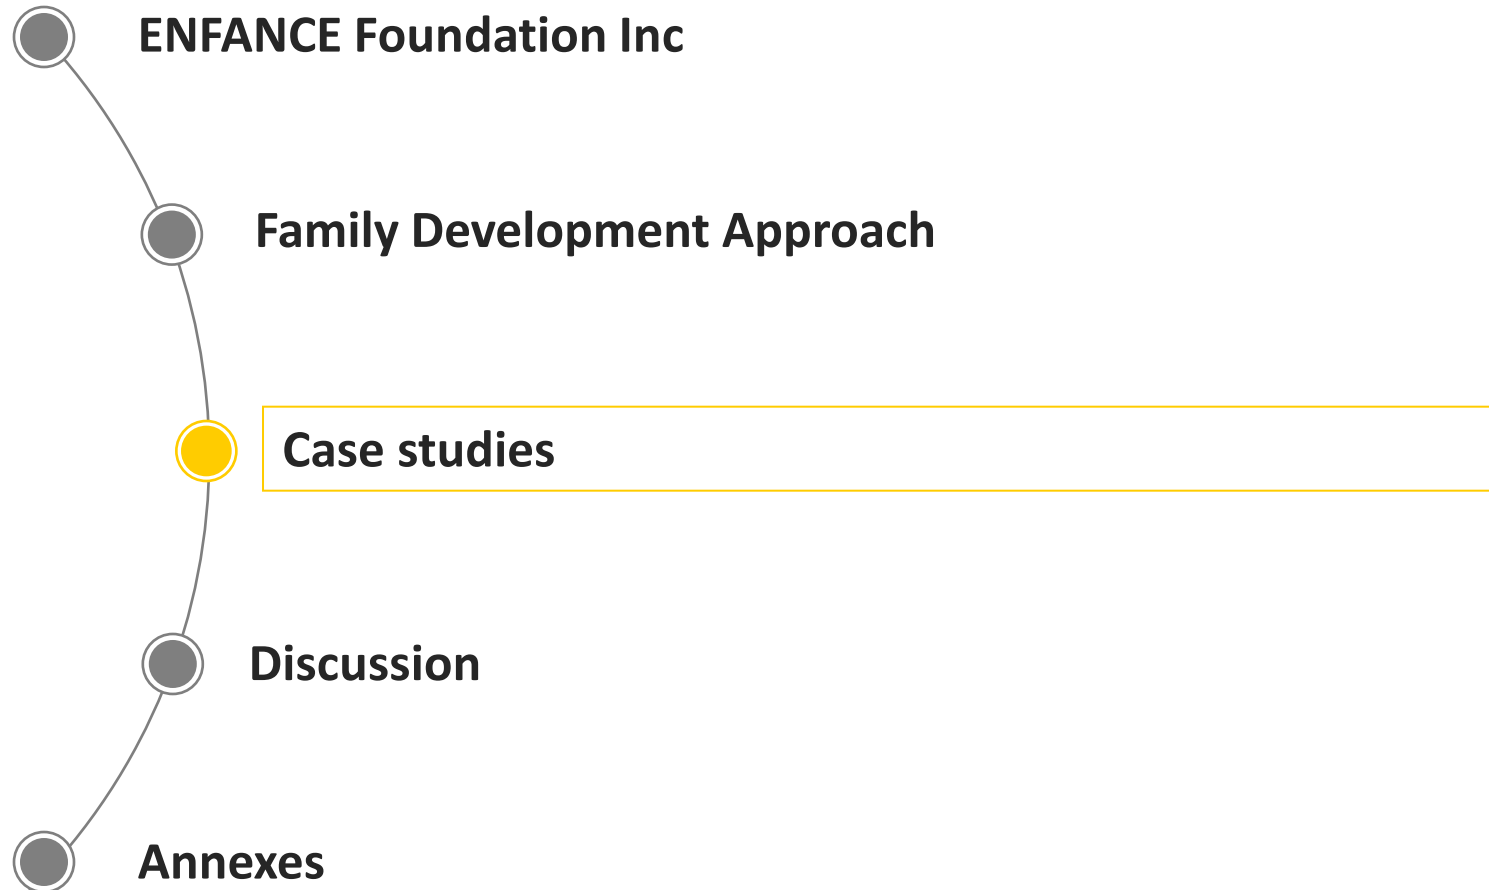 ENFANCE Foundation Inc
Family Development Approach
Case studies
Discussion
Annexes